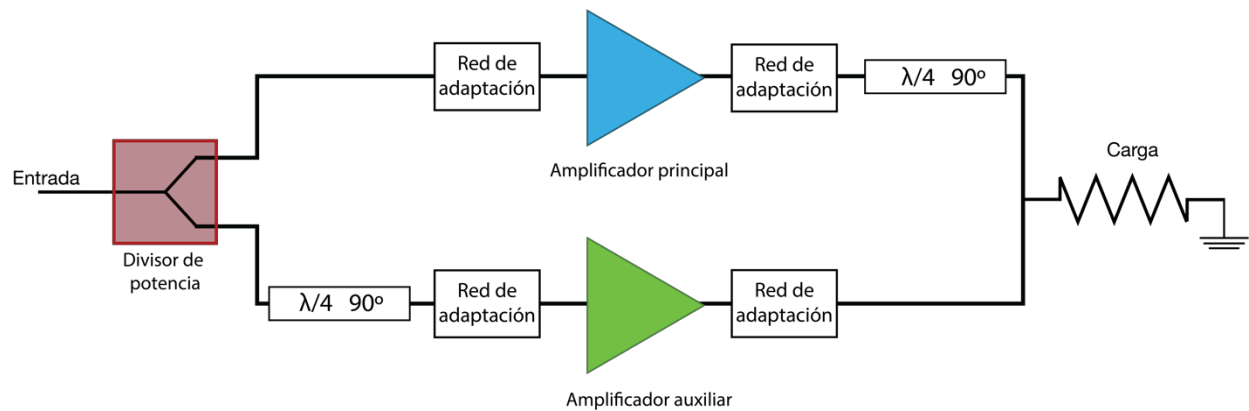 Red de
adaptación
Red de
adaptación
λ/4 90º
Amplificador principal
Carga
Entrada
Divisor de
potencia
λ/4 90º
Red de
adaptación
Red de
adaptación
Amplificador auxiliar